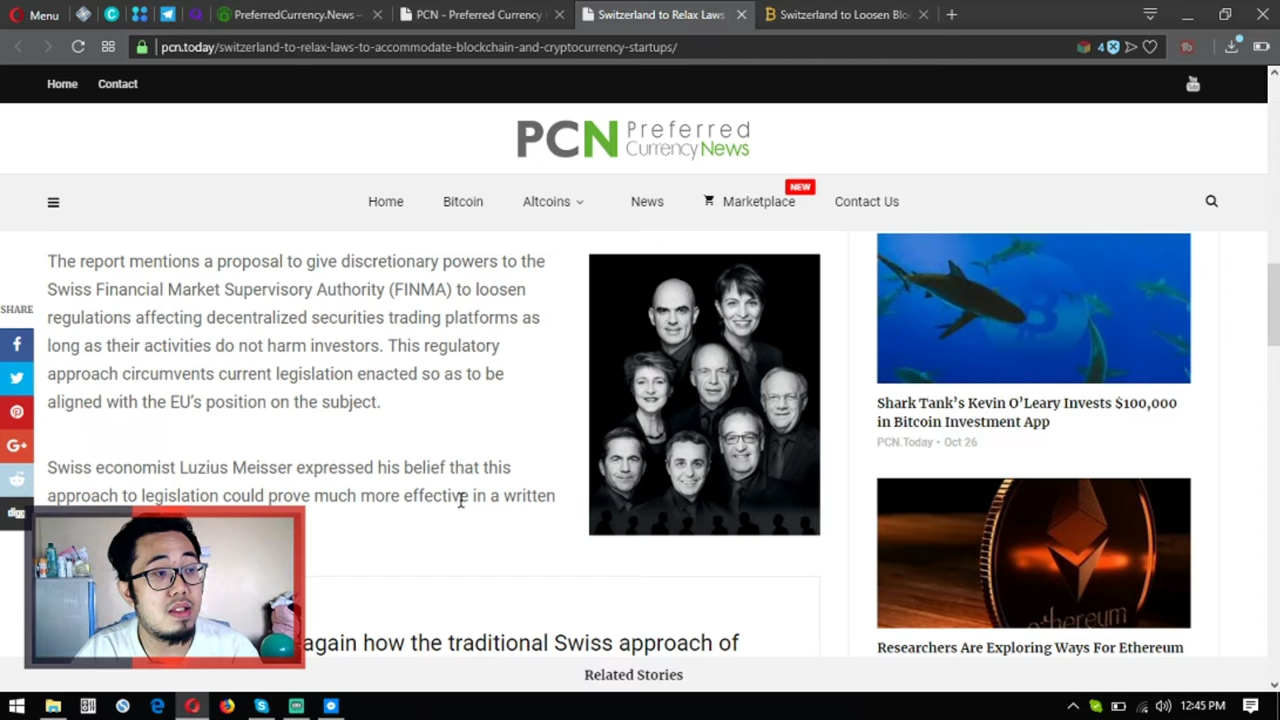 Menu
PreferredCurrency.News –
PCN - Preferred Currency
Switzerland to Relax Laws
Switzerland to Loosen Blo
pcn.today/switzerland-to-relax-laws-to-accommodate-blockchain-and-cryptocurrency-startups/
4
Home Contact
You Tube
PCN Preferred
Currency News
NEW
Home Bitcoin Altcoins News Marketplace Contact Us
The report mentions a proposal to give discretionary powers to the
Swiss Financial Market Supervisory Authority (FINMA) to loosen
regulations affecting decentralized securities trading platforms as
long as their activities do not harm investors. This regulatory
approach circumvents current legislation enacted so as to be
aligned with the EU's position on the subject.
SHARE
G+
digg
Swiss economist Luzius Meisser expressed his belief that this
approach to legislation could prove much more effective in a written
again how the traditional Swiss approach of
Shark Tank's Kevin O'Leary Invests $100,000
in Bitcoin Investment App
PCN.Today • Oct 26
ethereum
Researchers Are Exploring Ways For Ethereum
Related Stories
12:45 PM